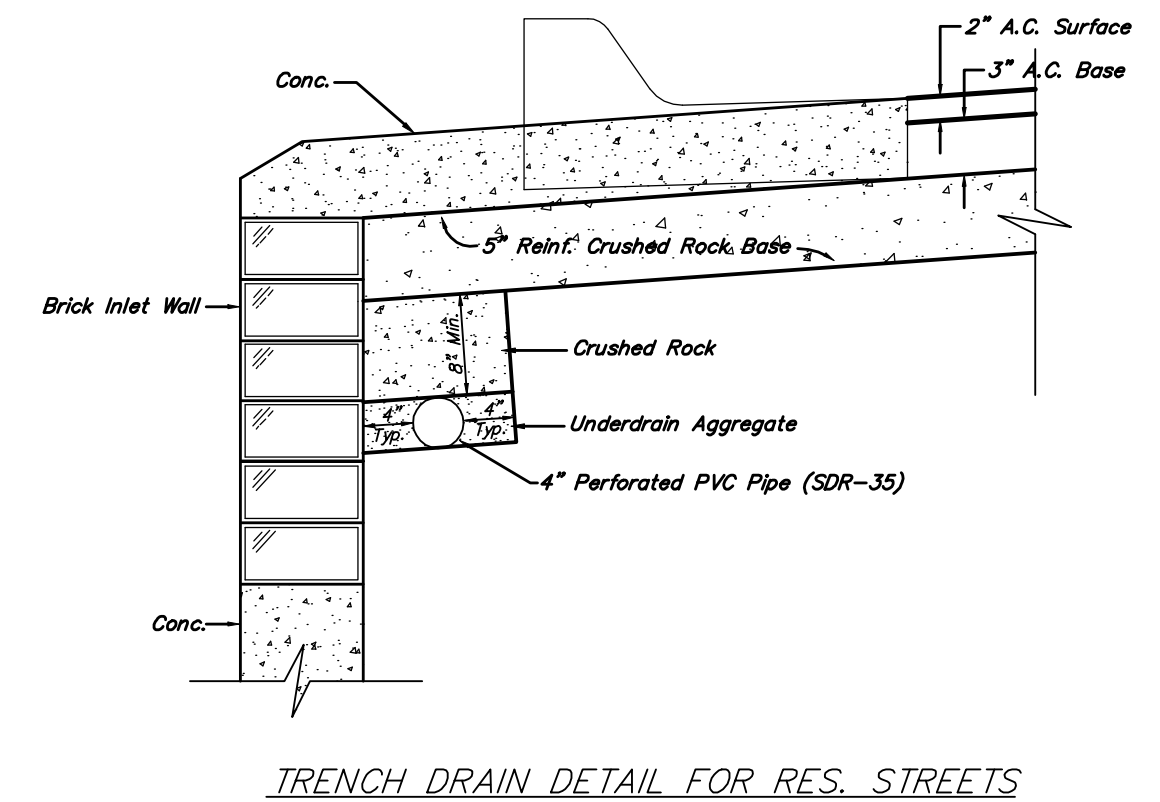 2" A.C. Surface
3" A.C. Base
Conc.
5" Reinf. Crushed Rock Base
Brick Inlet Wall
8" Min.
Crushed Rock
4" Typ.
4" Typ.
Underdrain Aggregate
4" Perforated PVC Pipe (SDR-35)
Conc.
TRENCH DRAIN DETAIL FOR RES. STREETS